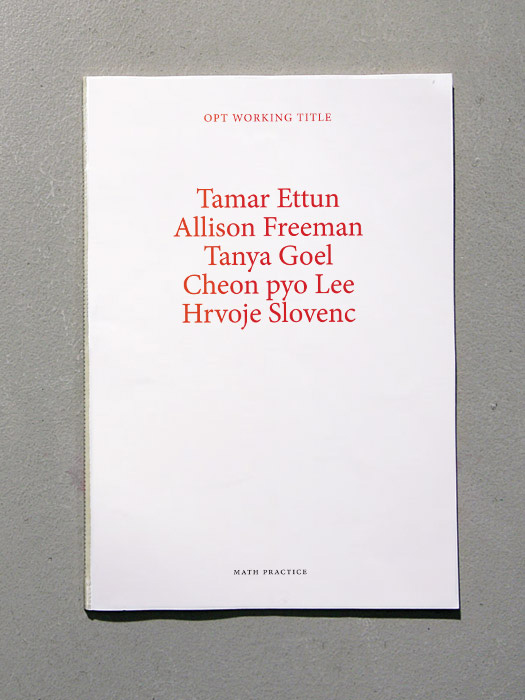 OPT WORKING TITLE
Tamar Ettun
Allison Freeman
Tanya Goel
Cheon pyo Lee
Hrvoje Slovenc
MATH PRACTICE